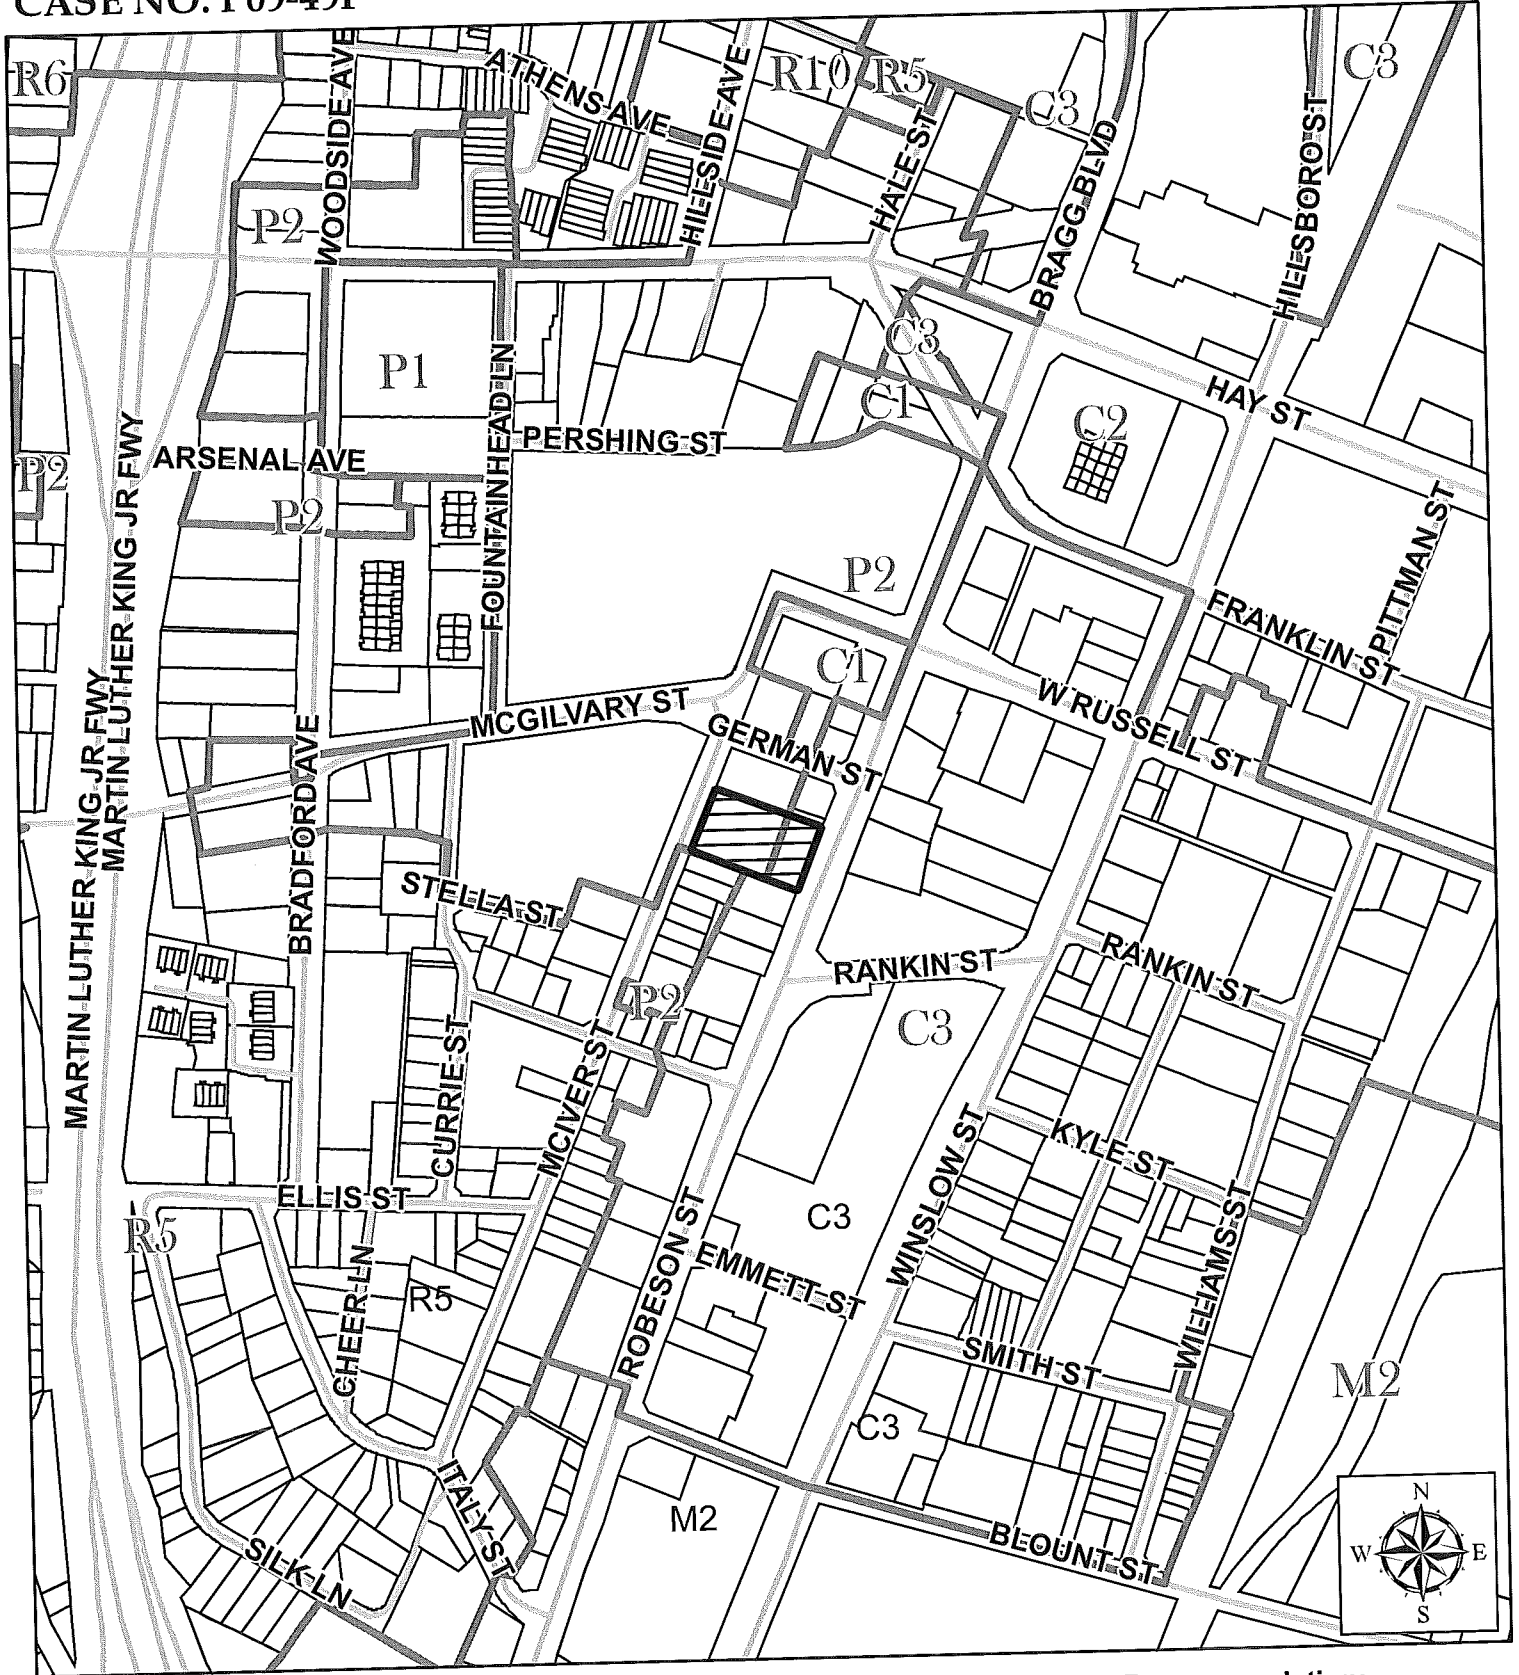 CASE NO. P09-49F
R6
WOODSIDE AVE
ATHENS AVE
HILLSIDE AVE
R10
R5
HALE ST
C3
BRAGG BLVD
HILLSBORO ST
C3
P2
P1
C3
C1
C2
HAY ST
ARSENAL AVE
FOUNTAINHEAD LN
PERSHING ST
P2
P2
MARTIN LUTHER KING JR FWY
MARTIN LUTHER KING JR FWY
PITTMAN ST
P2
FRANKLIN ST
C1
MCGILVARY ST
GERMAN ST
W RUSSELL ST
BRADFORD AVE
STELLA ST
RANKIN ST
RANKIN ST
P2
C3
CURRIE ST
MCIVER ST
WINSLOW ST
KYLE ST
ELLIS ST
R5
ROBESON ST
C3
WILLIAMS ST
EMMETT ST
CHEER LN
R5
SMITH ST
M2
C3
ITALY ST
M2
BLOUNT ST
SILK LN
N
W
E
S